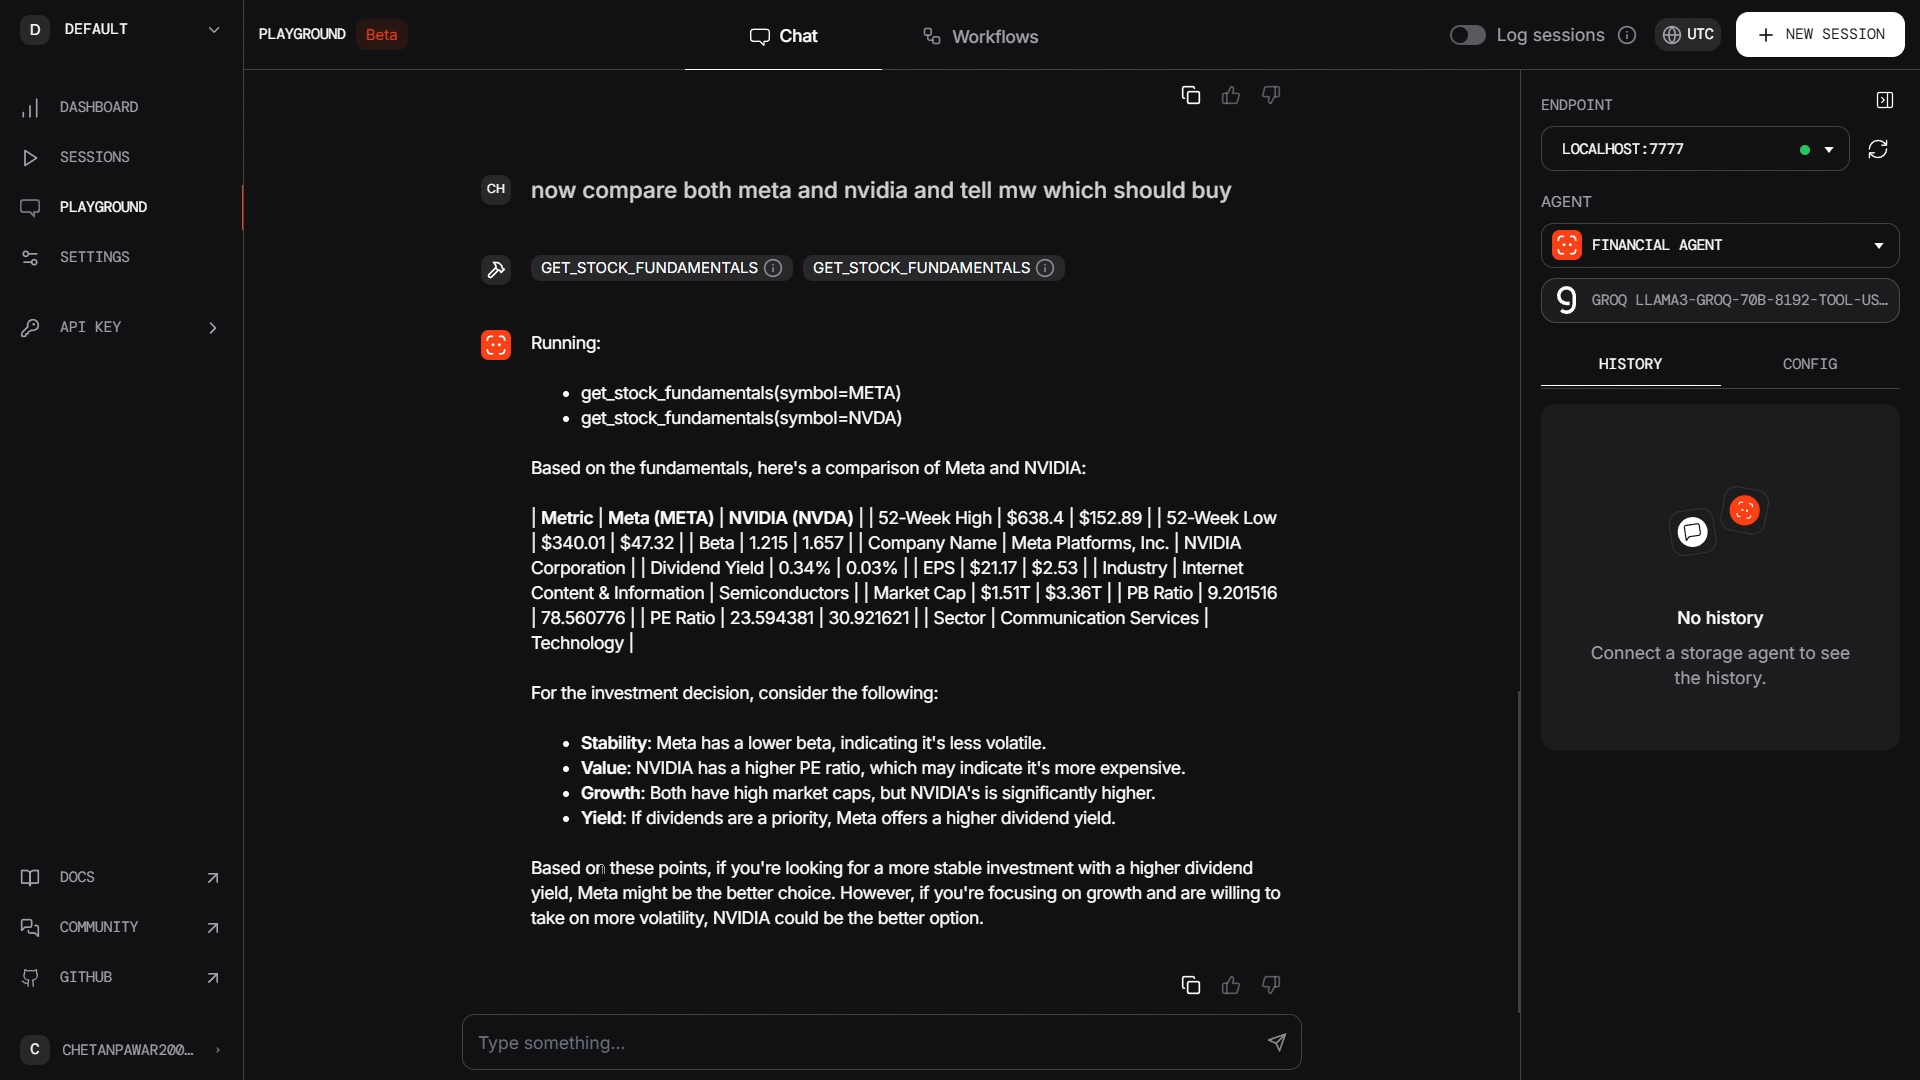 D DEFAULT
DASHBOARD
SESSIONS
PLAYGROUND
SETTINGS
API KEY
DOCS
COMMUNITY
GITHUB
C CHETANPAWAR200...
PLAYGROUND Beta
Chat
Workflows
Log sessions
UTC
+ NEW SESSION
CH now compare both meta and nvidia and tell mw which should buy
GET_STOCK_FUNDAMENTALS GET_STOCK_FUNDAMENTALS
Running:
• get_stock_fundamentals(symbol=META)
• get_stock_fundamentals(symbol=NVDA)
Based on the fundamentals, here's a comparison of Meta and NVIDIA:
| Metric | Meta (META) | NVIDIA (NVDA) | | 52-Week High | $638.4 | $152.89 | | 52-Week Low
| $340.01 | $47.32 | | Beta | 1.215 | 1.657 | | Company Name | Meta Platforms, Inc. | NVIDIA
Corporation | | Dividend Yield | 0.34% | 0.03% | | EPS | $21.17 | $2.53 | | Industry | Internet
Content & Information | Semiconductors | | Market Cap | $1.51T | $3.36T | | PB Ratio | 9.201516
| 78.560776 | | PE Ratio | 23.594381 | 30.921621 | | Sector | Communication Services |
Technology |
For the investment decision, consider the following:
• Stability: Meta has a lower beta, indicating it's less volatile.
• Value: NVIDIA has a higher PE ratio, which may indicate it's more expensive.
• Growth: Both have high market caps, but NVIDIA's is significantly higher.
• Yield: If dividends are a priority, Meta offers a higher dividend yield.
Based on these points, if you're looking for a more stable investment with a higher dividend
yield, Meta might be the better choice. However, if you're focusing on growth and are willing to
take on more volatility, NVIDIA could be the better option.
Type something...
ENDPOINT
LOCALHOST:7777
AGENT
FINANCIAL AGENT
GROQ LLAMA3-GROQ-70B-8192-TOOL-US...
HISTORY CONFIG
No history
Connect a storage agent to see
the history.